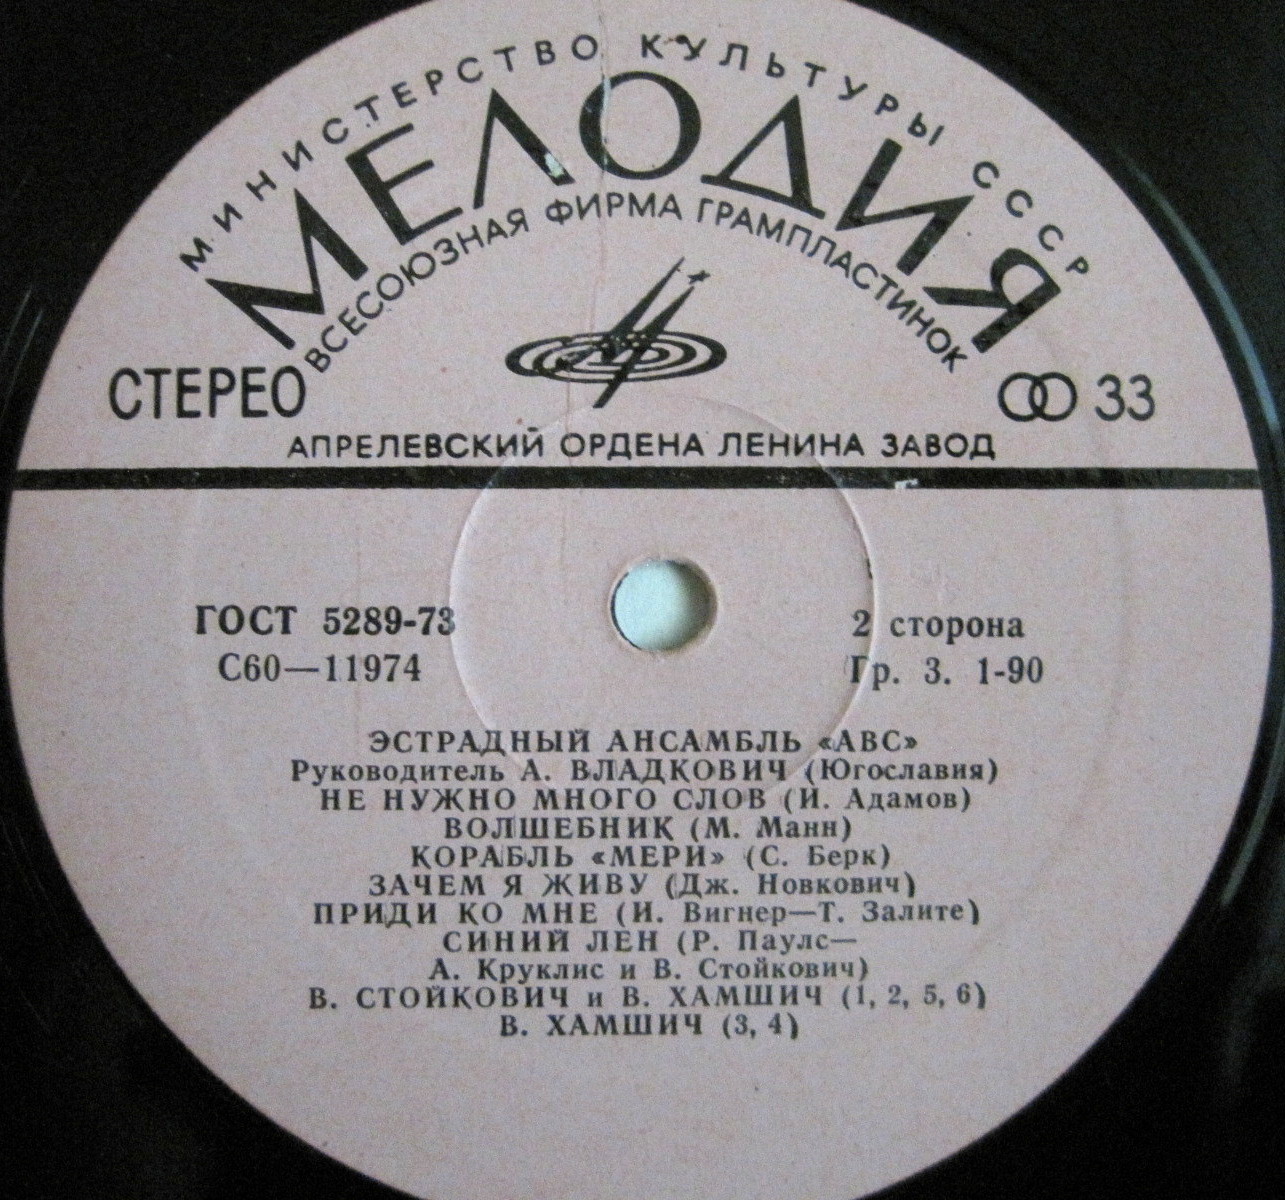 МИНИСТЕРСТВО КУЛЬТУРЫ СССР
МЕЛОДИЯ
ВСЕСОЮЗНАЯ ФИРМА ГРАМПЛАСТИНОК
СТЕРЕО
33
АПРЕЛЕВСКИЙ ОРДЕНА ЛЕНИНА ЗАВОД
ГОСТ 5289-73
2 сторона
С60—11974
Гр. 3. 1-90
ЭСТРАДНЫЙ АНСАМБЛЬ «АВС»
Руководитель А. ВЛАДКОВИЧ (Югославия)
НЕ НУЖНО МНОГО СЛОВ (И. Адамов)
ВОЛШЕБНИК (М. Манн)
КОРАБЛЬ «МЕРИ» (С. Берк)
ЗАЧЕМ Я ЖИВУ (Дж. Новкович)
ПРИДИ КО МНЕ (И. Вигнер—Т. Залите)
СИНИЙ ЛЕН (Р. Паулс—
А. Круклис и В. Стойкович)
В. СТОЙКОВИЧ и В. ХАМШИЧ (1, 2, 5, 6)
В. ХАМШИЧ (3, 4)